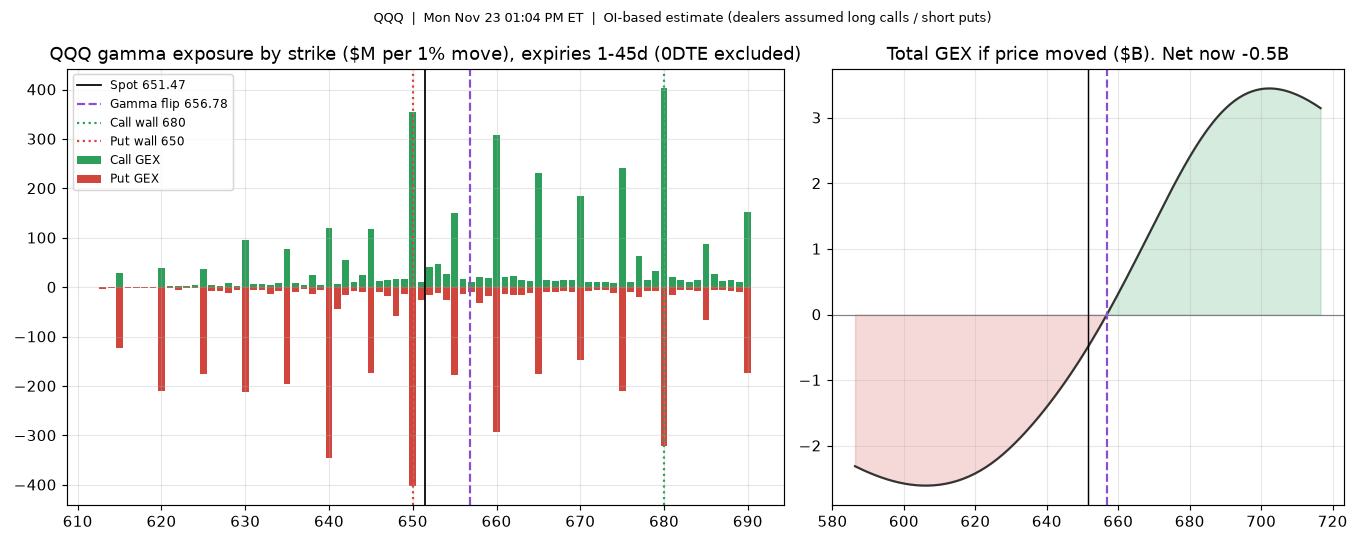 QQQ | Mon Nov 23 01:04 PM ET | OI-based estimate (dealers assumed long calls / short puts)
QQQ gamma exposure by strike ($M per 1% move), expiries 1-45d (0DTE excluded)
Spot 651.47
Gamma flip 656.78
Call wall 680
Put wall 650
Call GEX
Put GEX
400
300
200
100
0
−100
−200
−300
−400
610 620 630 640 650 660 670 680 690
Total GEX if price moved ($B). Net now -0.5B
3
2
1
0
−1
−2
580 600 620 640 660 680 700 720